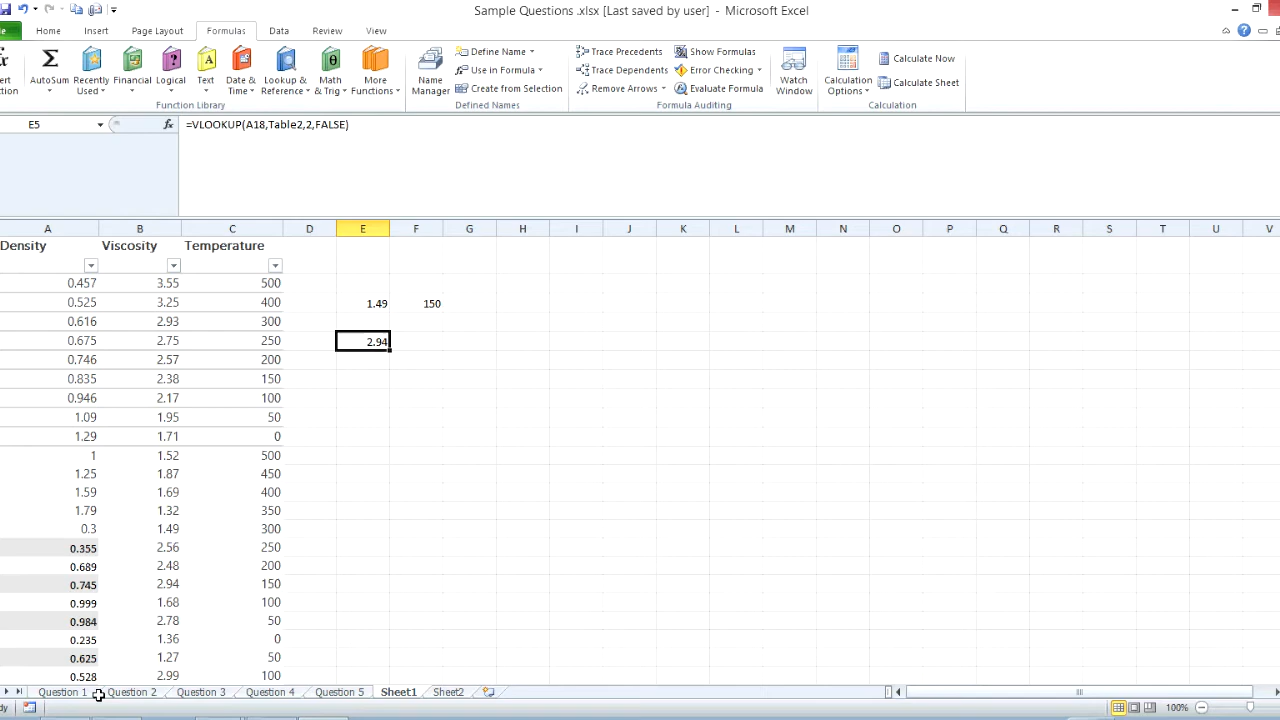 Sample Questions .xlsx [Last saved by user] - Microsoft Excel
Home Insert Page Layout Formulas Data Review View
AutoSum Recently Used Financial Logical Text Date & Time Lookup & Reference Math & Trig More Functions
Function Library
Name Manager
Define Name
Use in Formula
Create from Selection
Defined Names
Trace Precedents Show Formulas
Trace Dependents Error Checking
Remove Arrows Evaluate Formula
Formula Auditing
Watch Window
Calculation Options
Calculate Now
Calculate Sheet
Calculation
E5 fx =VLOOKUP(A18,Table2,2,FALSE)
A B C D E F G H I J K L M N O P Q R S T U V
Density Viscosity Temperature
0.457 3.55 500
0.525 3.25 400 1.49 150
0.616 2.93 300
0.675 2.75 250 2.94
0.746 2.57 200
0.835 2.38 150
0.946 2.17 100
1.09 1.95 50
1.29 1.71 0
1 1.52 500
1.25 1.87 450
1.59 1.69 400
1.79 1.32 350
0.3 1.49 300
0.355 2.56 250
0.689 2.48 200
0.745 2.94 150
0.999 1.68 100
0.984 2.78 50
0.235 1.36 0
0.625 1.27 50
0.528 2.99 100
Question 1 Question 2 Question 3 Question 4 Question 5 Sheet1 Sheet2
100%